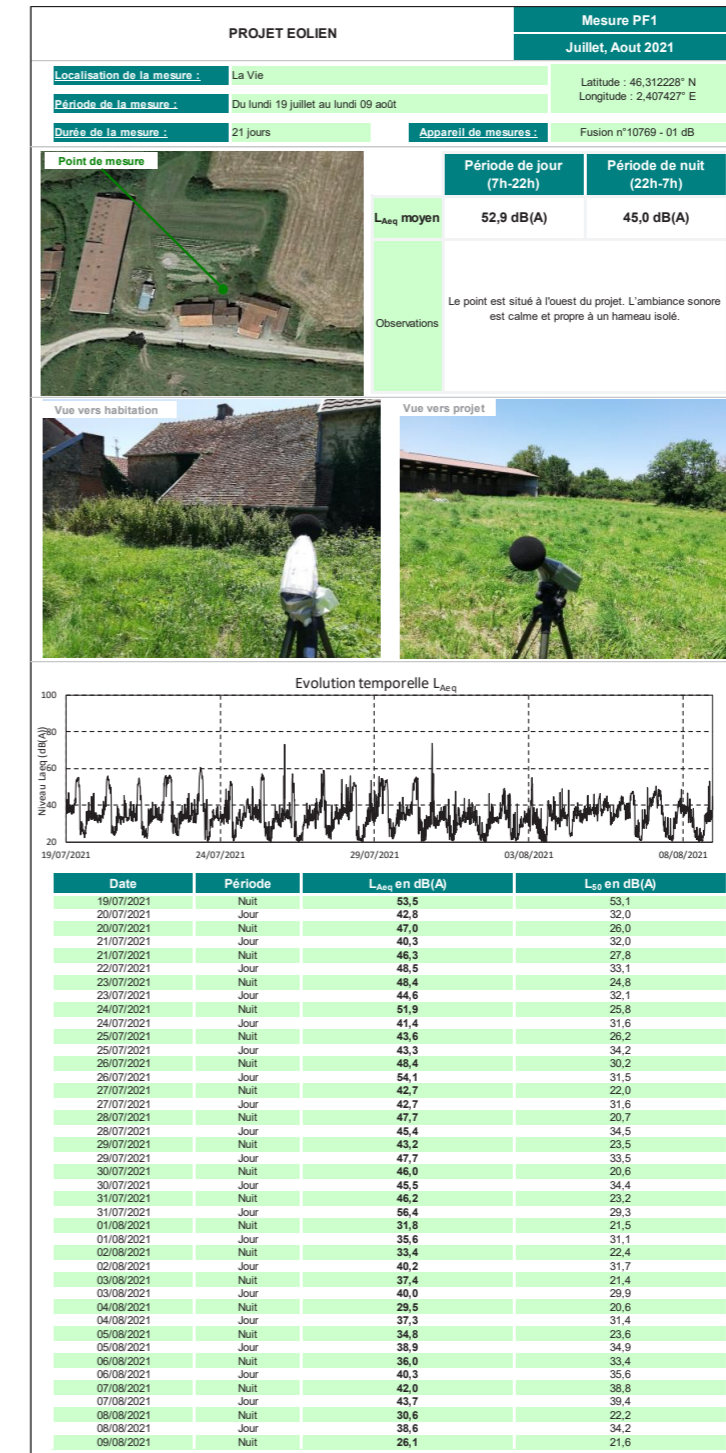 PROJET EOLIEN
Mesure PF1
Juillet, Aout 2021
Localisation de la mesure : La Vie
Latitude : 46,312228° N
Longitude : 2,407427° E
Période de la mesure : Du lundi 19 juillet au lundi 09 août
Durée de la mesure : 21 jours Appareil de mesures : Fusion n°10769 - 01 dB
Point de mesure
Période de jour (7h-22h) Période de nuit (22h-7h)
LAeq moyen 52,9 dB(A) 45,0 dB(A)
Observations
Le point est situé à l'ouest du projet. L'ambiance sonore
est calme et propre à un hameau isolé.
Vue vers habitation
Vue vers projet
Evolution temporelle LAeq
Niveau Laeq (dB(A))
100
80
60
40
20
19/07/2021 24/07/2021 29/07/2021 03/08/2021 08/08/2021
Date Période LAeq en dB(A) L50 en dB(A)
19/07/2021 Nuit 53,5 53,1
20/07/2021 Jour 42,8 32,0
20/07/2021 Nuit 47,0 26,0
21/07/2021 Jour 40,3 32,0
21/07/2021 Nuit 46,3 27,8
22/07/2021 Jour 48,5 33,1
23/07/2021 Nuit 48,4 24,8
23/07/2021 Jour 44,6 32,1
24/07/2021 Nuit 51,9 25,8
24/07/2021 Jour 41,4 31,6
25/07/2021 Nuit 43,6 26,2
25/07/2021 Jour 43,3 34,2
26/07/2021 Nuit 48,4 30,2
26/07/2021 Jour 54,1 31,5
27/07/2021 Nuit 42,7 22,0
27/07/2021 Jour 42,7 31,6
28/07/2021 Nuit 47,7 20,7
28/07/2021 Jour 45,4 34,5
29/07/2021 Nuit 43,2 23,5
29/07/2021 Jour 47,7 33,5
30/07/2021 Nuit 46,0 20,6
30/07/2021 Jour 45,5 34,4
31/07/2021 Nuit 46,2 23,2
31/07/2021 Jour 56,4 29,3
01/08/2021 Nuit 31,8 21,5
01/08/2021 Jour 35,6 31,1
02/08/2021 Nuit 33,4 22,4
02/08/2021 Jour 40,2 31,7
03/08/2021 Nuit 37,4 21,4
03/08/2021 Jour 40,0 29,9
04/08/2021 Nuit 29,5 20,6
04/08/2021 Jour 37,3 31,4
05/08/2021 Nuit 34,8 23,6
05/08/2021 Jour 38,9 34,9
06/08/2021 Nuit 36,0 33,4
06/08/2021 Jour 40,3 35,6
07/08/2021 Nuit 42,0 38,8
07/08/2021 Jour 43,7 39,4
08/08/2021 Nuit 30,6 22,2
08/08/2021 Jour 38,6 34,2
09/08/2021 Nuit 26,1 21,6